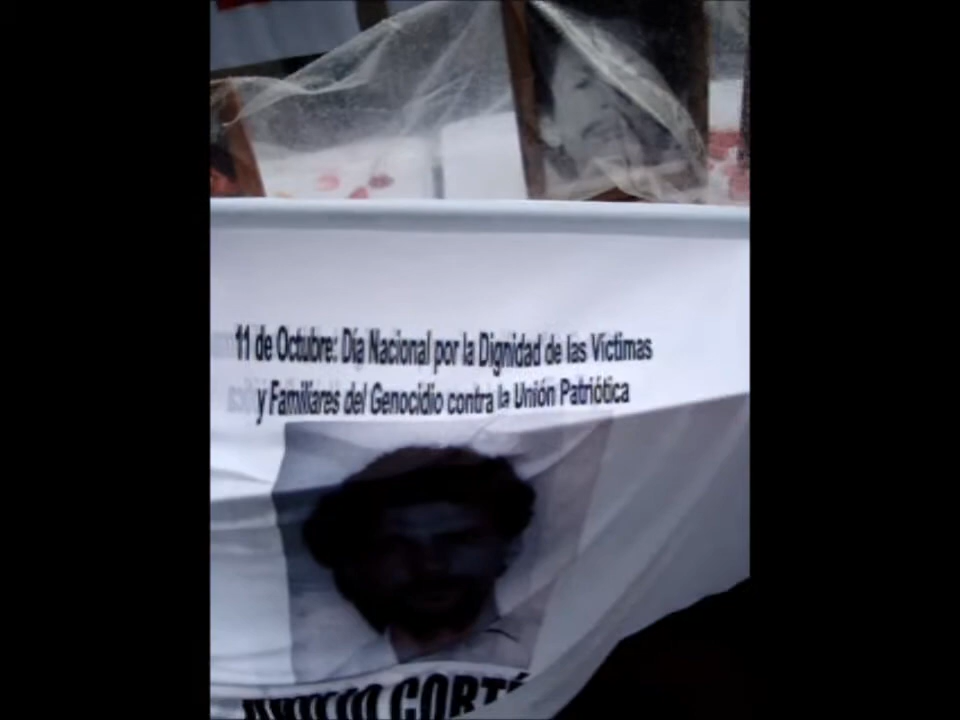 11 de Octubre: Día Nacional por la Dignidad de las Víctimas
y Familiares del Genocidio contra la Unión Patriótica